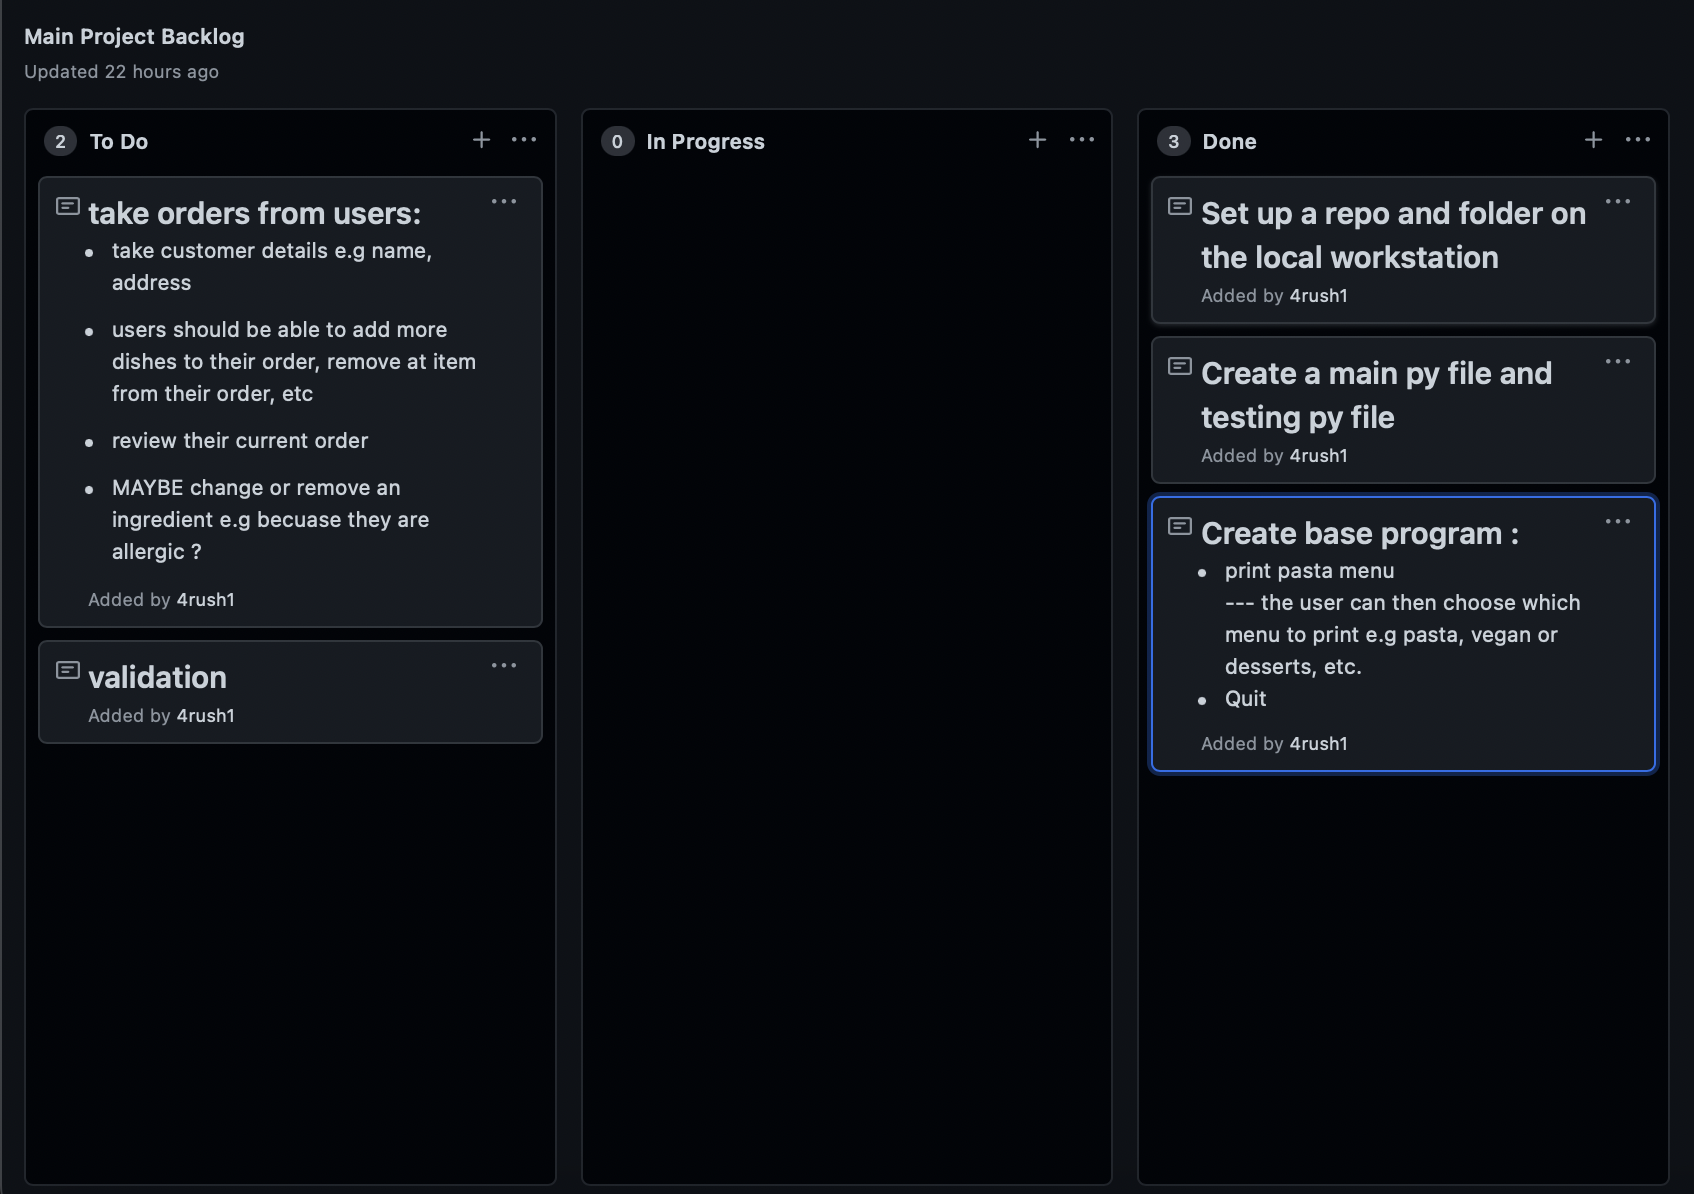 Main Project Backlog
Updated 22 hours ago
2 To Do
take orders from users:
take customer details e.g name,
address
users should be able to add more
dishes to their order, remove at item
from their order, etc
review their current order
MAYBE change or remove an
ingredient e.g becuase they are
allergic ?
Added by 4rush1
validation
Added by 4rush1
0 In Progress
3 Done
Set up a repo and folder on
the local workstation
Added by 4rush1
Create a main py file and
testing py file
Added by 4rush1
Create base program :
print pasta menu
--- the user can then choose which
menu to print e.g pasta, vegan or
desserts, etc.
Quit
Added by 4rush1